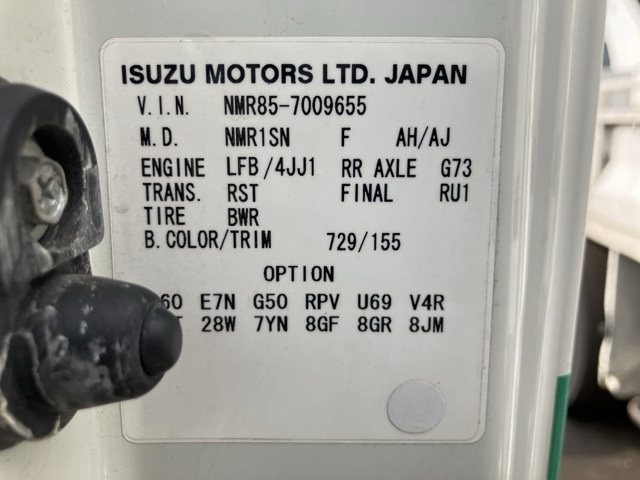 ISUZU MOTORS LTD. JAPAN
V.I.N. NMR85-7009655
M.D. NMR1SN F AH/AJ
ENGINE LFB/4JJ1 RR AXLE G73
TRANS. RST FINAL RU1
TIRE BWR
B.COLOR/TRIM 729/155
OPTION
E7N G50 RPV U69 V4R
28W 7YN 8GF 8GR 8JM